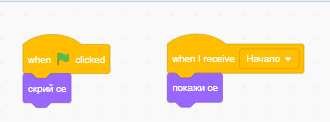 when clicked
скрий се
when I receive Начало
покажи се